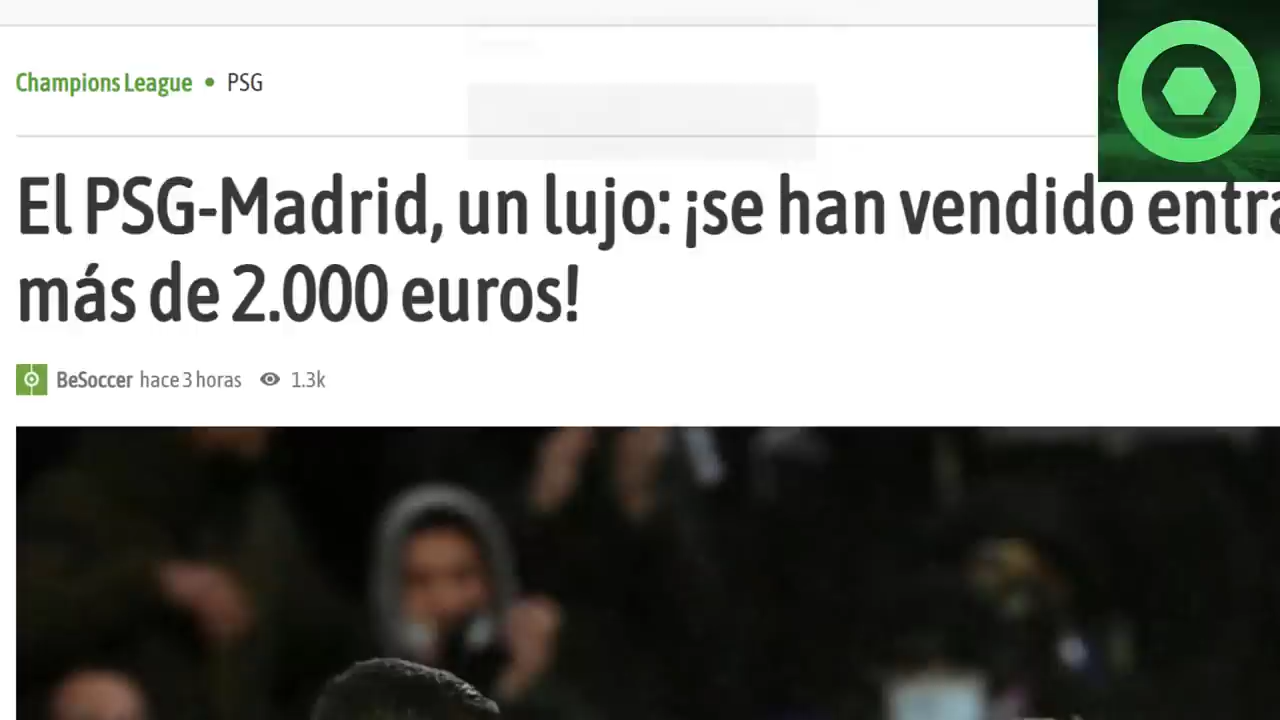 Champions League • PSG
El PSG-Madrid, un lujo: ¡se han vendido
más de 2.000 euros!
BeSoccer hace 3 horas 1.3k